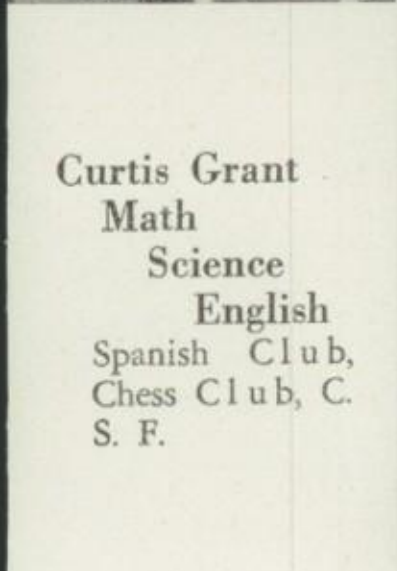 Curtis Grant
Math
Science
English
Spanish Club,
Chess Club, C.
S. F.